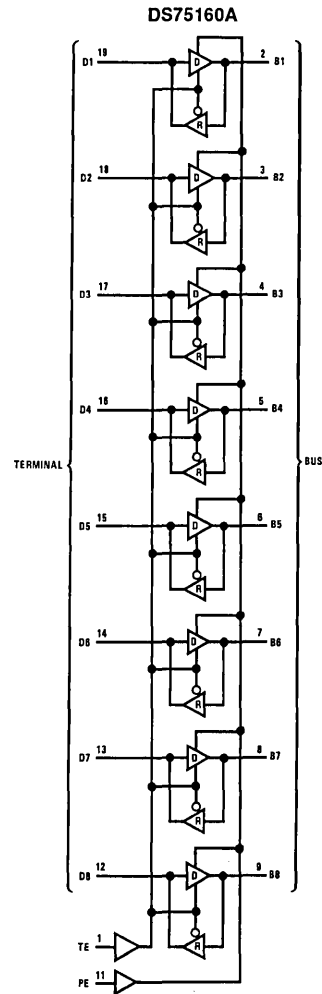 DS75160A
D1 19 D 2 B1
R
D2 18 D 3 B2
R
D3 17 D 4 B3
R
D4 16 D 5 B4
R
TERMINAL BUS
D5 15 D 6 B5
R
D6 14 D 7 B6
R
D7 13 D 8 B7
R
D8 12 D 9 B8
R
TE 1
PE 11